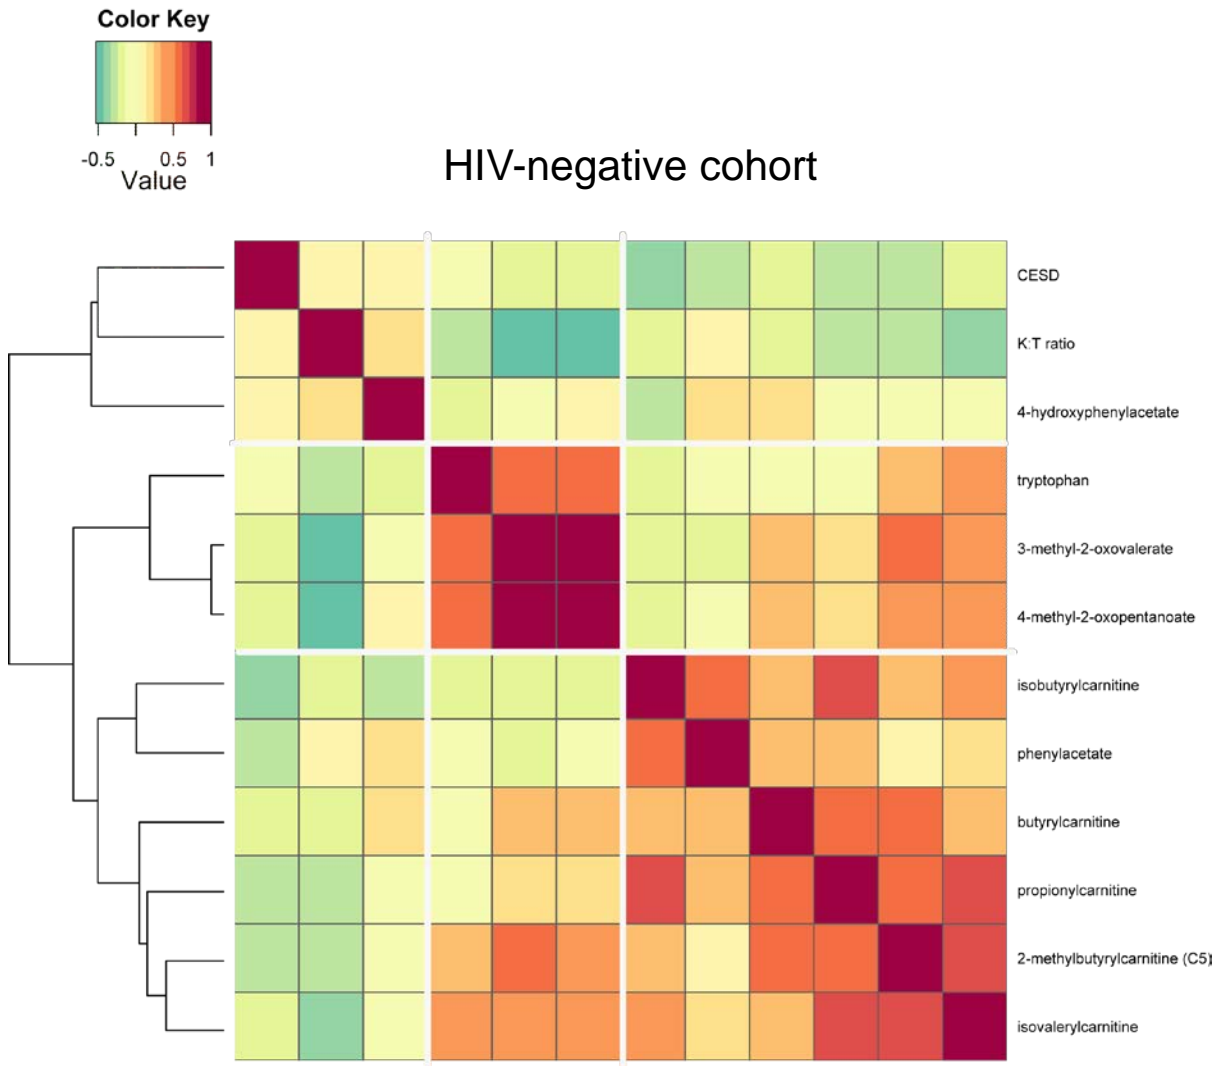 Color Key
-0.5 0.5 1
Value
HIV-negative cohort
CESD
K:T ratio
4-hydroxyphenylacetate
tryptophan
3-methyl-2-oxovalerate
4-methyl-2-oxopentanoate
isobutyrylcarnitine
phenylacetate
butyrylcarnitine
propionylcarnitine
2-methylbutyrylcarnitine (C5)
isovalerylcarnitine